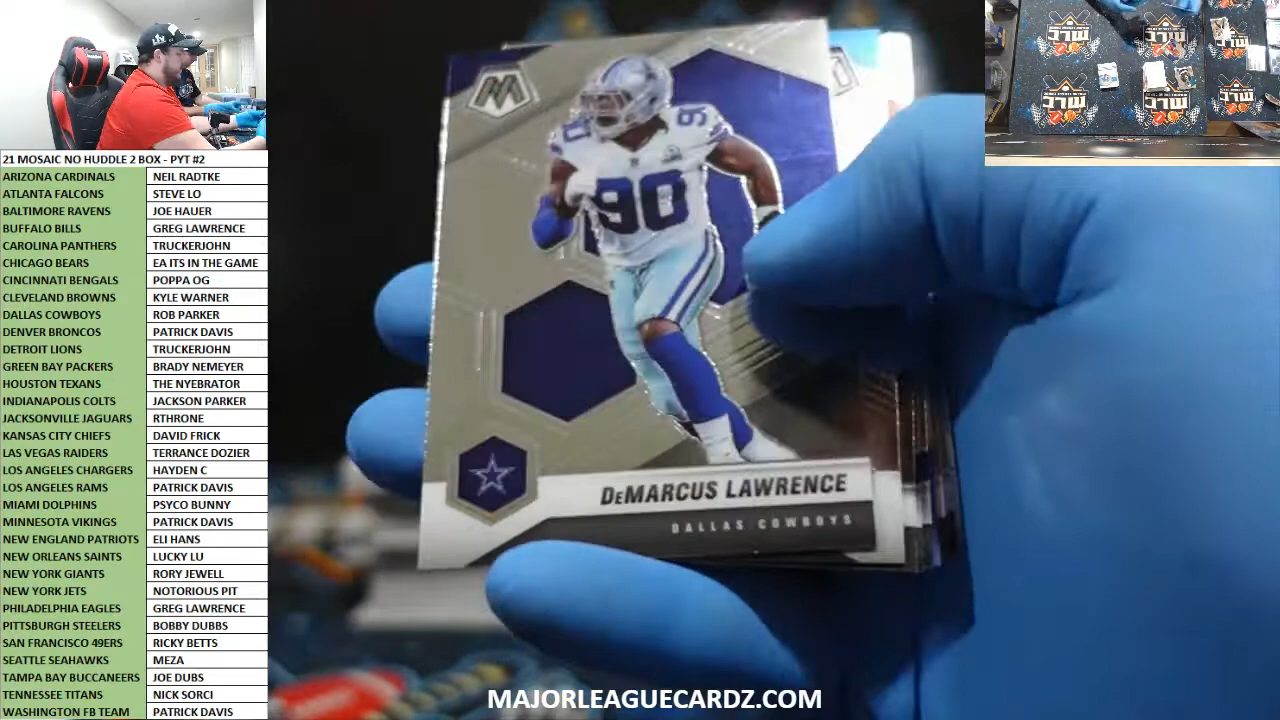 21 MOSAIC NO HUDDLE 2 BOX - PYT #2
ARIZONA CARDINALS NEIL RADTKE
ATLANTA FALCONS STEVE LO
BALTIMORE RAVENS JOE HAUER
BUFFALO BILLS GREG LAWRENCE
CAROLINA PANTHERS TRUCKERJOHN
CHICAGO BEARS EA ITS IN THE GAME
CINCINNATI BENGALS POPPA OG
CLEVELAND BROWNS KYLE WARNER
DALLAS COWBOYS ROB PARKER
DENVER BRONCOS PATRICK DAVIS
DETROIT LIONS TRUCKERJOHN
GREEN BAY PACKERS BRADY NEMEYER
HOUSTON TEXANS THE NYEBRATOR
INDIANAPOLIS COLTS JACKSON PARKER
JACKSONVILLE JAGUARS RTHRONE
KANSAS CITY CHIEFS DAVID FRICK
LAS VEGAS RAIDERS TERRANCE DOZIER
LOS ANGELES CHARGERS HAYDEN C
LOS ANGELES RAMS PATRICK DAVIS
MIAMI DOLPHINS PSYCO BUNNY
MINNESOTA VIKINGS PATRICK DAVIS
NEW ENGLAND PATRIOTS ELI HANS
NEW ORLEANS SAINTS LUCKY LU
NEW YORK GIANTS RORY JEWELL
NEW YORK JETS NOTORIOUS PIT
PHILADELPHIA EAGLES GREG LAWRENCE
PITTSBURGH STEELERS BOBBY DUBBS
SAN FRANCISCO 49ERS RICKY BETTS
SEATTLE SEAHAWKS MEZA
TAMPA BAY BUCCANEERS JOE DUBS
TENNESSEE TITANS NICK SORCI
WASHINGTON FB TEAM PATRICK DAVIS
M
90
90
90
DEMARCUS LAWRENCE
DALLAS COWBOYS
MAJORLEAGUECARDZ.COM